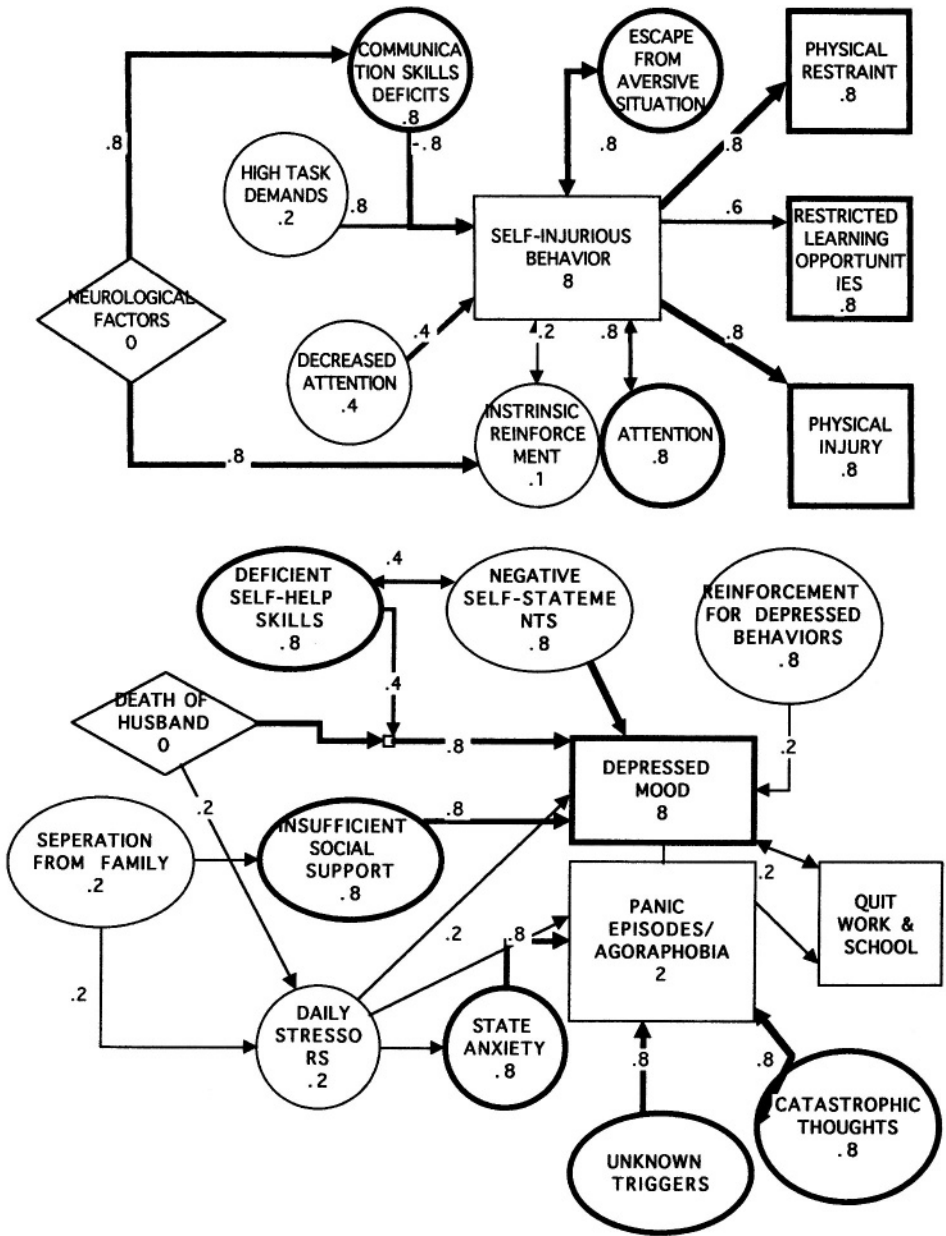 COMMUNICA
TION SKILLS
DEFICITS
.8
ESCAPE
FROM
AVERSIVE
SITUATION
PHYSICAL
RESTRAINT
.8
.8
-.8
.8
.8
HIGH TASK
DEMANDS
.2
.8
SELF-INJURIOUS
BEHAVIOR
8
.6
RESTRICTED
LEARNING
OPPORTUNIT
IES
.8
NEUROLOGICAL
FACTORS
0
DECREASED
ATTENTION
.4
.4
.2
.8
.8
INSTRINSIC
REINFORCE
MENT
.1
ATTENTION
.8
PHYSICAL
INJURY
.8
.8
DEFICIENT
SELF-HELP
SKILLS
.8
.4
NEGATIVE
SELF-STATEME
NTS
.8
REINFORCEMENT
FOR DEPRESSED
BEHAVIORS
.8
.4
DEATH OF
HUSBAND
0
.8
.2
DEPRESSED
MOOD
8
.2
.8
SEPERATION
FROM FAMILY
.2
INSUFFICIENT
SOCIAL
SUPPORT
.8
.2
PANIC
EPISODES/
AGORAPHOBIA
2
QUIT
WORK &
SCHOOL
.2
.8
.2
DAILY
STRESSO
RS
.2
STATE
ANXIETY
.8
.8
.8
CATASTROPHIC
THOUGHTS
.8
UNKNOWN
TRIGGERS